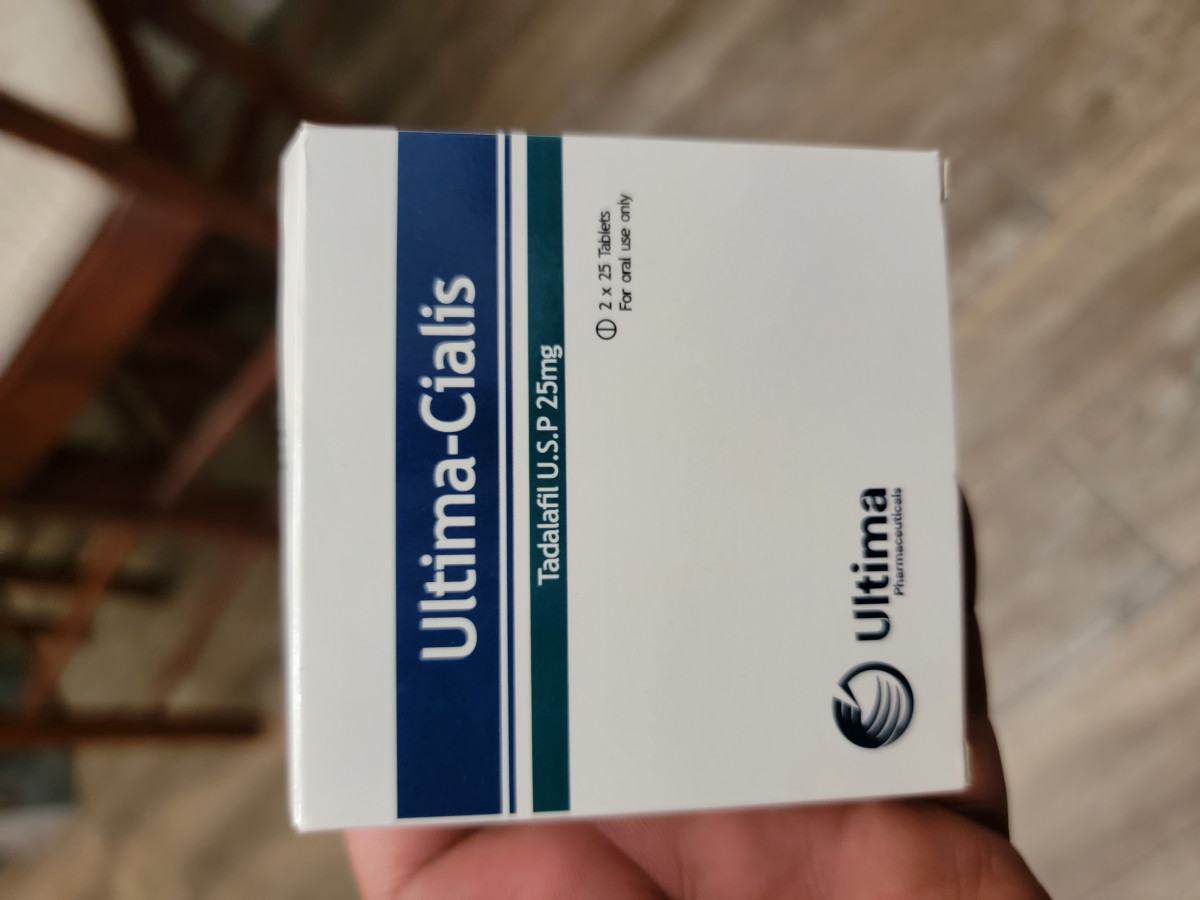 Ultima-Cialis
Tadalafil U.S.P 25mg
2 x 25 Tablets
For oral use only
Ultima
Pharmaceuticals